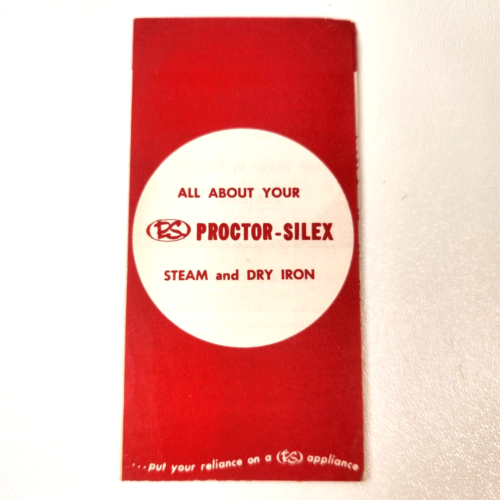 ALL ABOUT YOUR
PS PROCTOR-SILEX
STEAM and DRY IRON
...put your reliance on a PS appliance